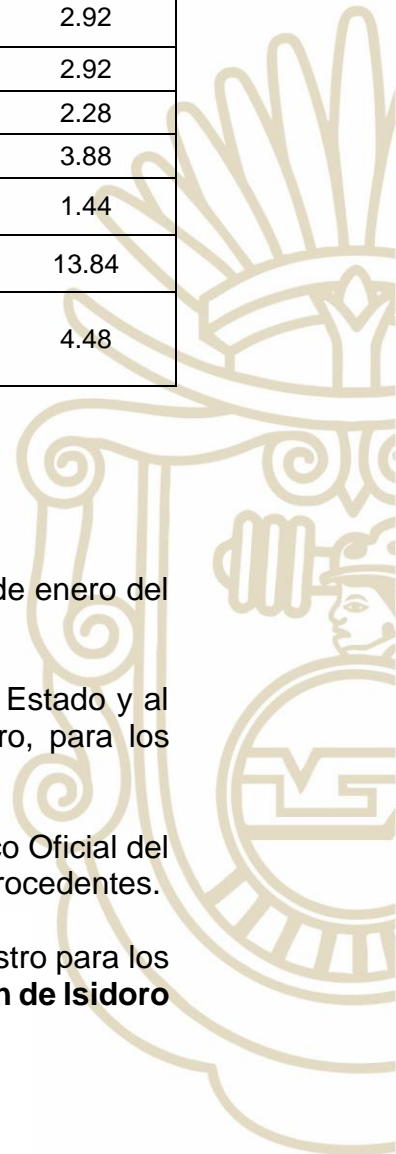 2.92
2.92
2.28
3.88
1.44
13.84
4.48
de enero del
Estado y al
ro, para los
co Oficial del
rocedentes.
stro para los
n de Isidoro